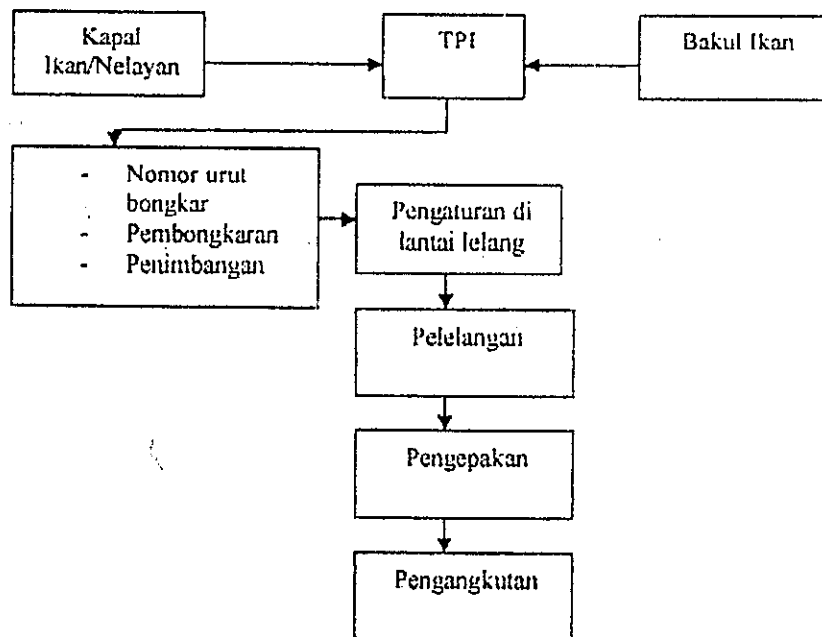 Kapal
Ikan/Nelayan
TPI
Bakul Ikan
- Nomor urut
bongkar
- Pembongkaran
- Penimbangan
Pengaturan di
lantai lelang
Pelelangan
Pengepakan
Pengangkutan